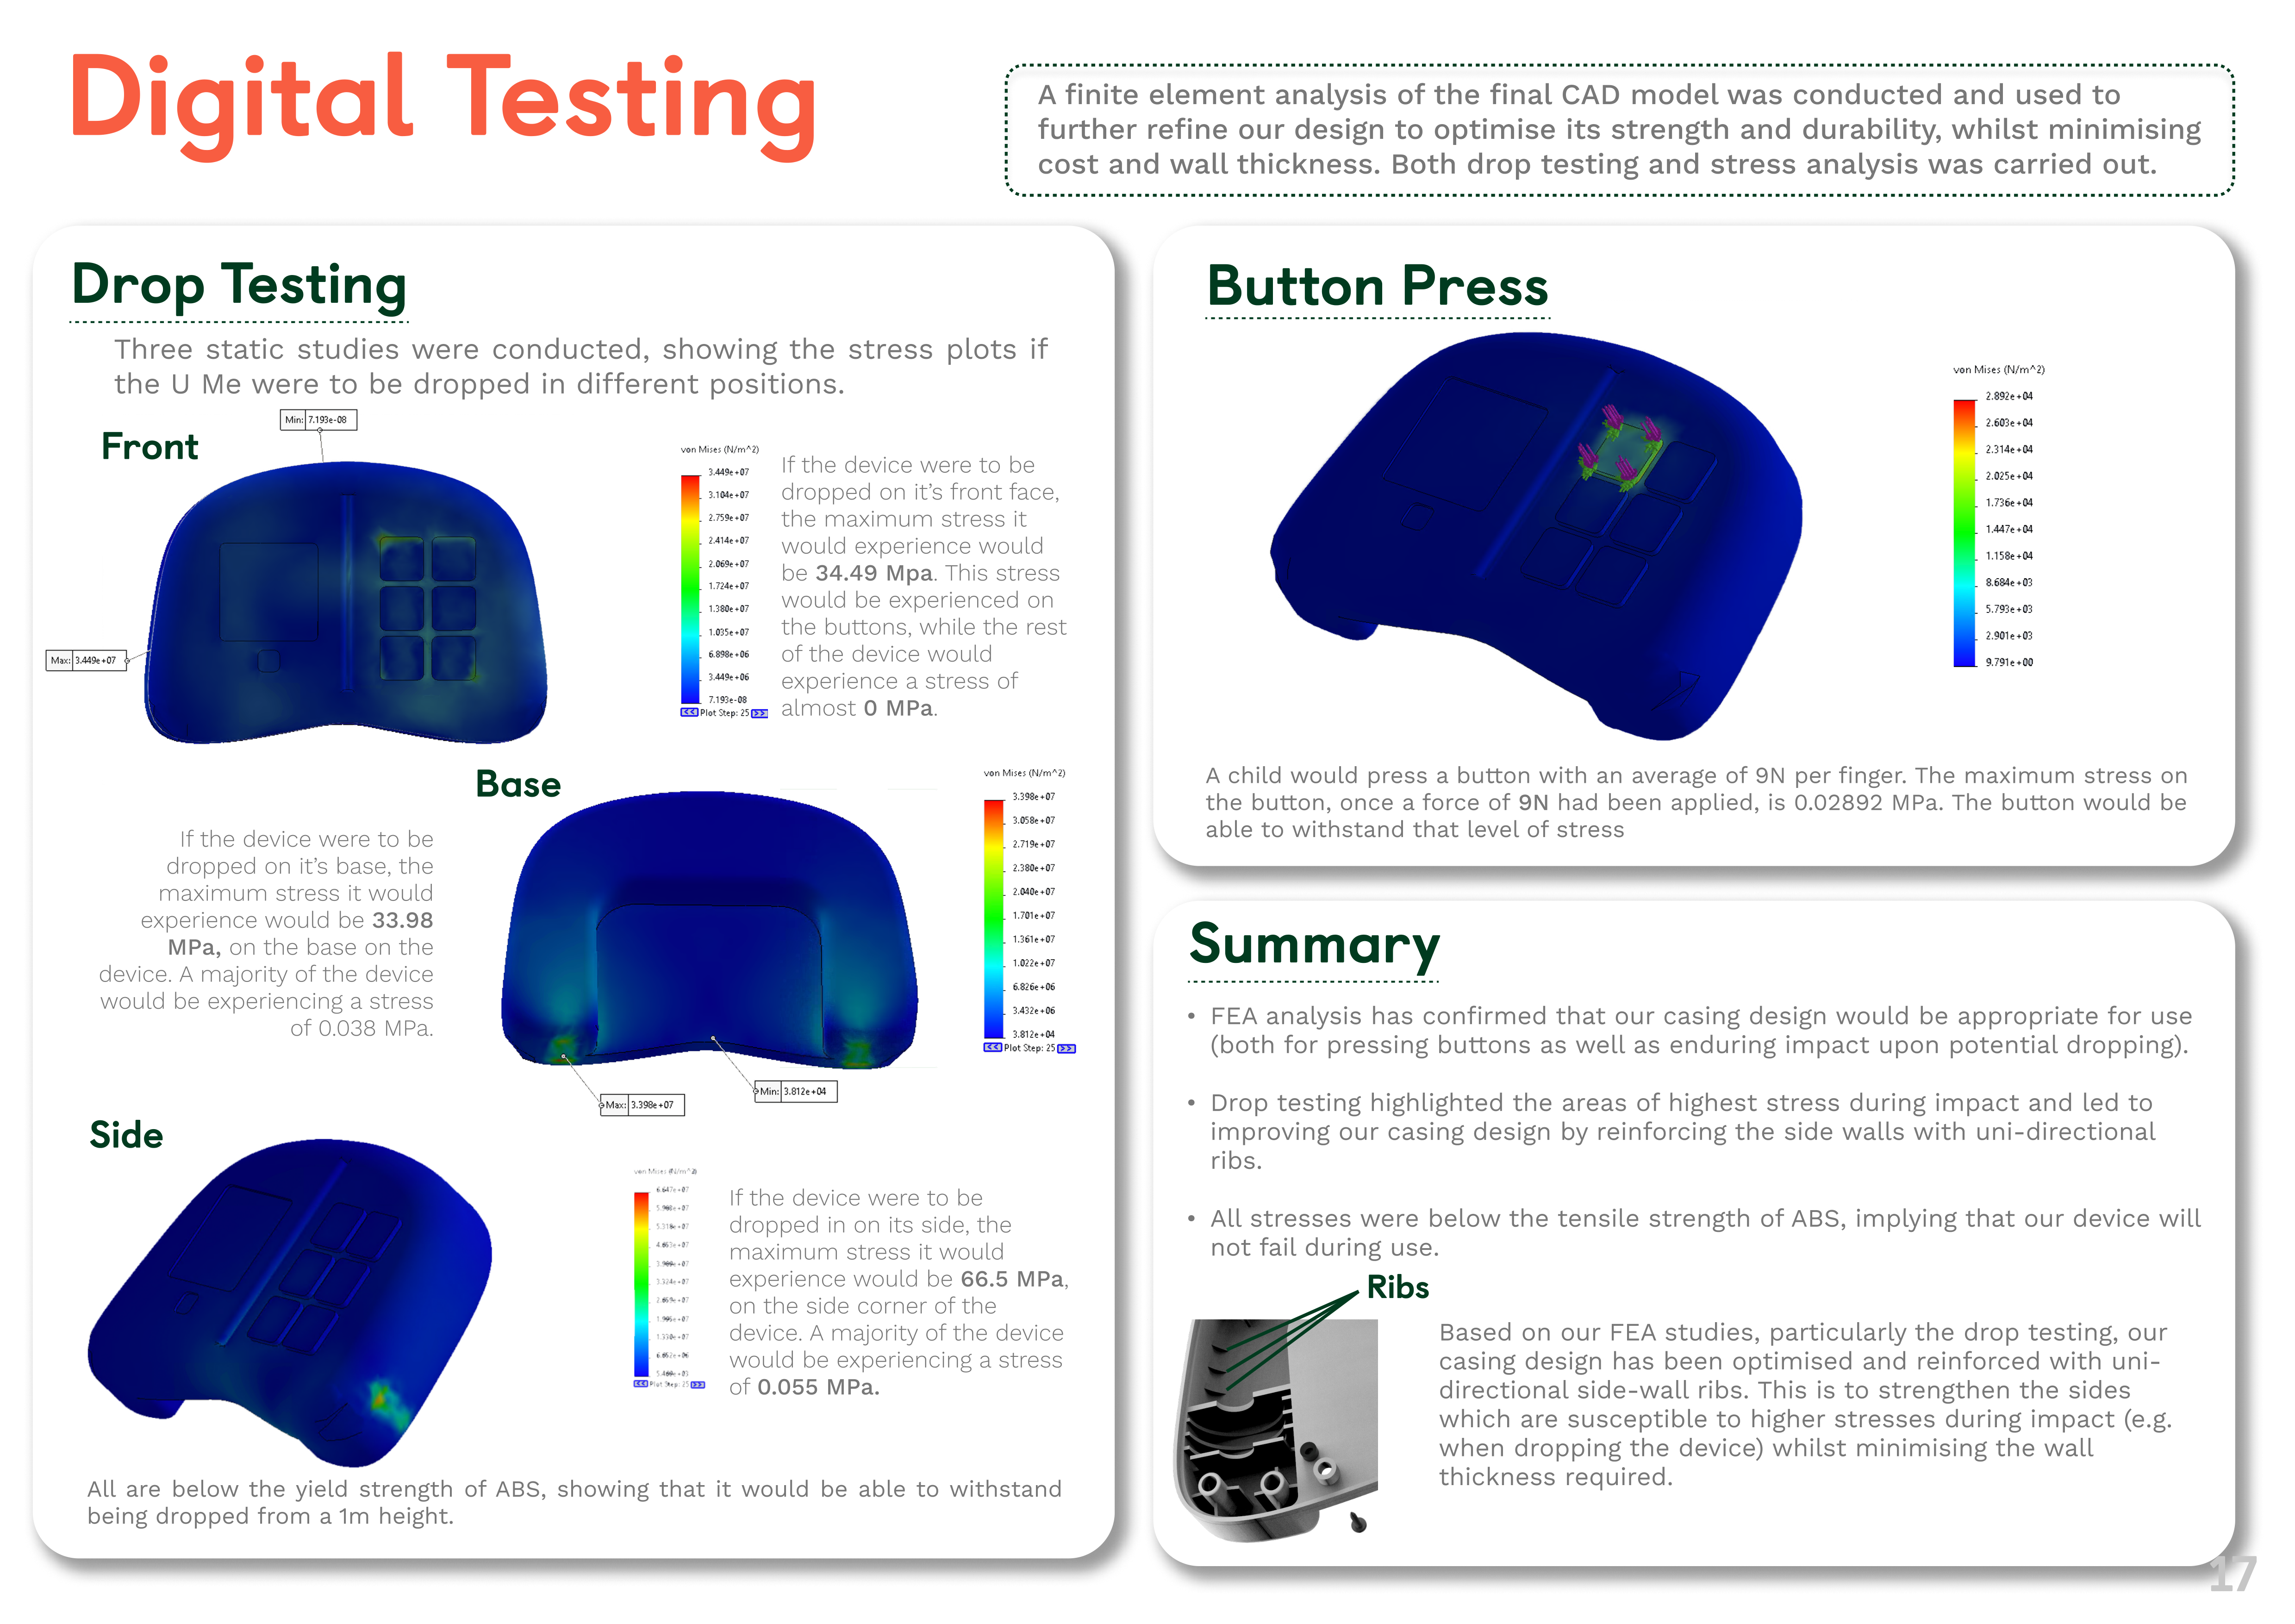 Digital Testing
A finite element analysis of the final CAD model was conducted and used to
further refine our design to optimise its strength and durability, whilst minimising
cost and wall thickness. Both drop testing and stress analysis was carried out.
Drop Testing
Three static studies were conducted, showing the stress plots if
the U Me were to be dropped in different positions.
Front
Min: 7.193e-08
Max: 3.449e+07
von Mises (N/m^2)
3.449e+07
3.104e+07
2.759e+07
2.414e+07
2.069e+07
1.724e+07
1.380e+07
1.035e+07
6.898e+06
3.449e+06
7.193e-08
<< Plot Step: 25 >>
If the device were to be
dropped on it's front face,
the maximum stress it
would experience would
be 34.49 Mpa. This stress
would be experienced on
the buttons, while the rest
of the device would
experience a stress of
almost 0 MPa.
Base
If the device were to be
dropped on it's base, the
maximum stress it would
experience would be 33.98
MPa, on the base on the
device. A majority of the device
would be experiencing a stress
of 0.038 MPa.
von Mises (N/m^2)
3.398e+07
3.058e+07
2.719e+07
2.380e+07
2.040e+07
1.701e+07
1.361e+07
1.022e+07
6.826e+06
3.432e+06
3.812e+04
<< Plot Step: 25 >>
Min: 3.812e+04
Max: 3.398e+07
Side
von Mises (N/m^2)
6.647e+07
5.318e+07
3.324e+07
1.330e+07
<< Plot Step: 25 >>
If the device were to be
dropped in on its side, the
maximum stress it would
experience would be 66.5 MPa,
on the side corner of the
device. A majority of the device
would be experiencing a stress
of 0.055 MPa.
All are below the yield strength of ABS, showing that it would be able to withstand
being dropped from a 1m height.
Button Press
von Mises (N/m^2)
2.892e+04
2.603e+04
2.314e+04
2.025e+04
1.736e+04
1.447e+04
1.158e+04
8.684e+03
5.793e+03
2.901e+03
9.791e+00
A child would press a button with an average of 9N per finger. The maximum stress on
the button, once a force of 9N had been applied, is 0.02892 MPa. The button would be
able to withstand that level of stress
Summary
• FEA analysis has confirmed that our casing design would be appropriate for use
(both for pressing buttons as well as enduring impact upon potential dropping).
• Drop testing highlighted the areas of highest stress during impact and led to
improving our casing design by reinforcing the side walls with uni-directional
ribs.
• All stresses were below the tensile strength of ABS, implying that our device will
not fail during use.
Ribs
Based on our FEA studies, particularly the drop testing, our
casing design has been optimised and reinforced with uni-
directional side-wall ribs. This is to strengthen the sides
which are susceptible to higher stresses during impact (e.g.
when dropping the device) whilst minimising the wall
thickness required.
17